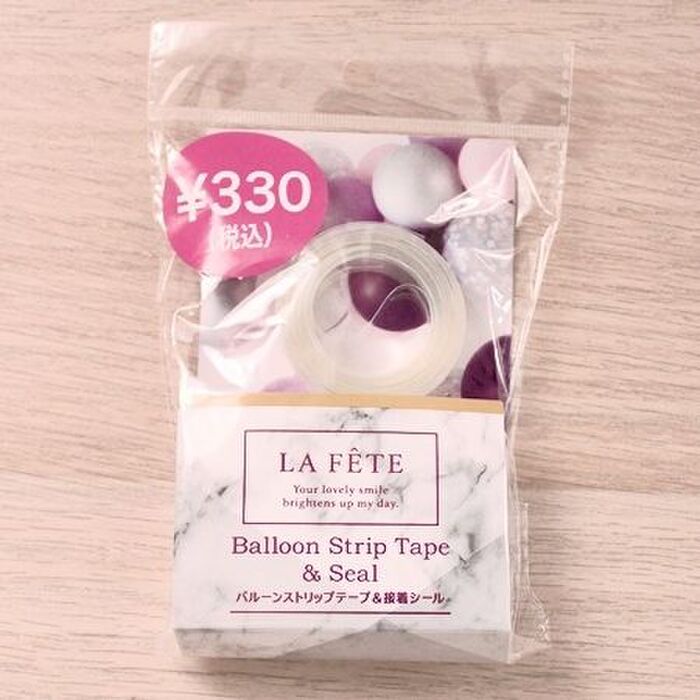 ¥330
(税込)
LA FÊTE
Your lovely smile
brightens up my day.
Balloon Strip Tape
& Seal
バルーンストリップテープ&接着シール